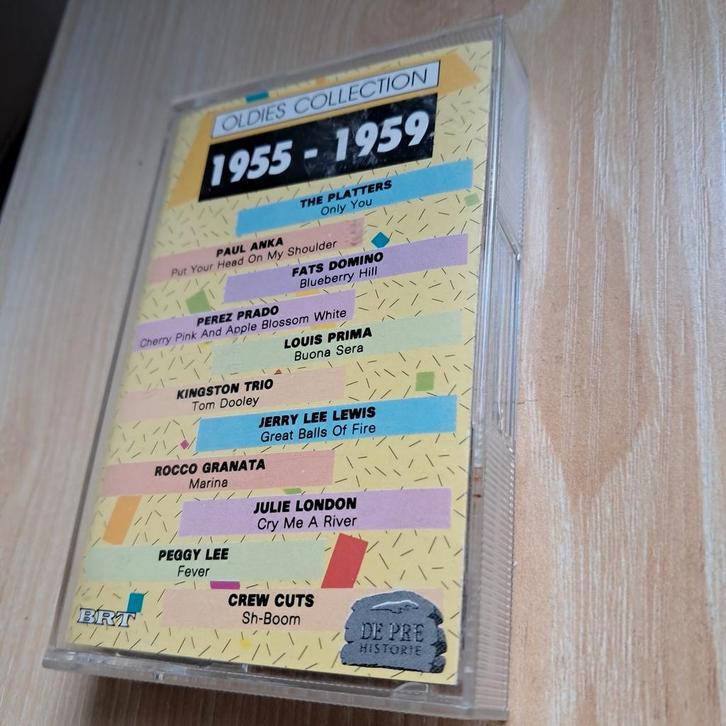 OLDIES COLLECTION
1955 - 1959
THE PLATTERS
Only You
PAUL ANKA
Put Your Head On My Shoulder
FATS DOMINO
Blueberry Hill
PEREZ PRADO
Cherry Pink And Apple Blossom White
LOUIS PRIMA
Buona Sera
KINGSTON TRIO
Tom Dooley
JERRY LEE LEWIS
Great Balls Of Fire
ROCCO GRANATA
Marina
JULIE LONDON
Cry Me A River
PEGGY LEE
Fever
CREW CUTS
Sh-Boom
BRT
DE PRE
HISTORIE